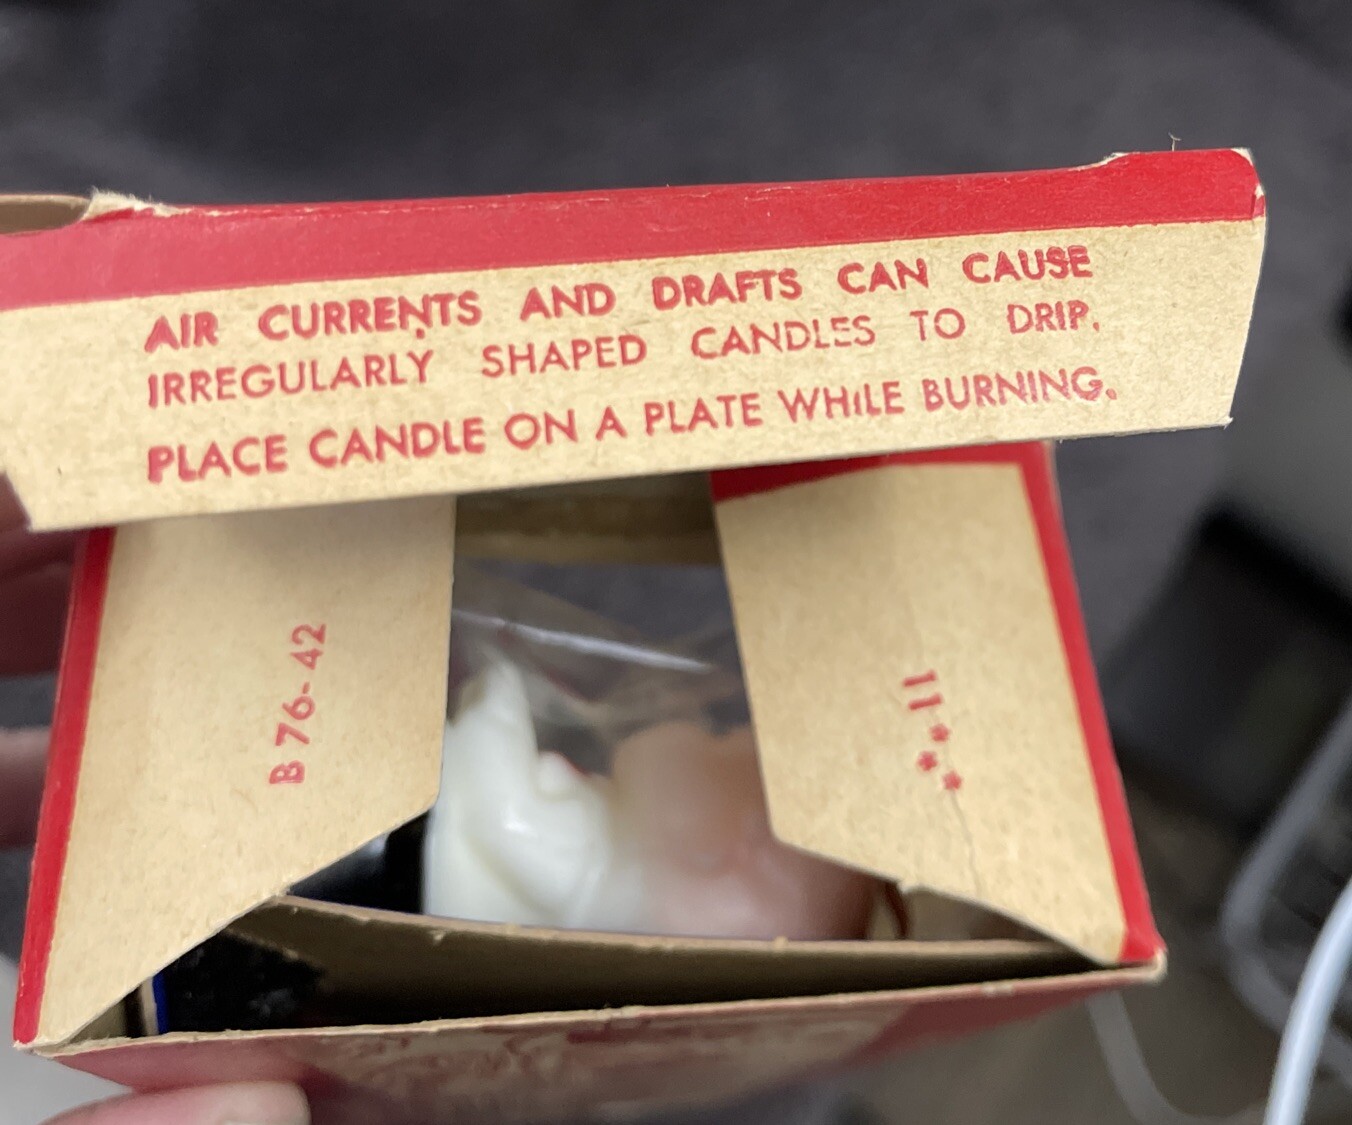 AIR CURRENTS AND DRAFTS CAN CAUSE
IRREGULARLY SHAPED CANDLES TO DRIP.
PLACE CANDLE ON A PLATE WHiLE BURNING.
B 76-42
11***